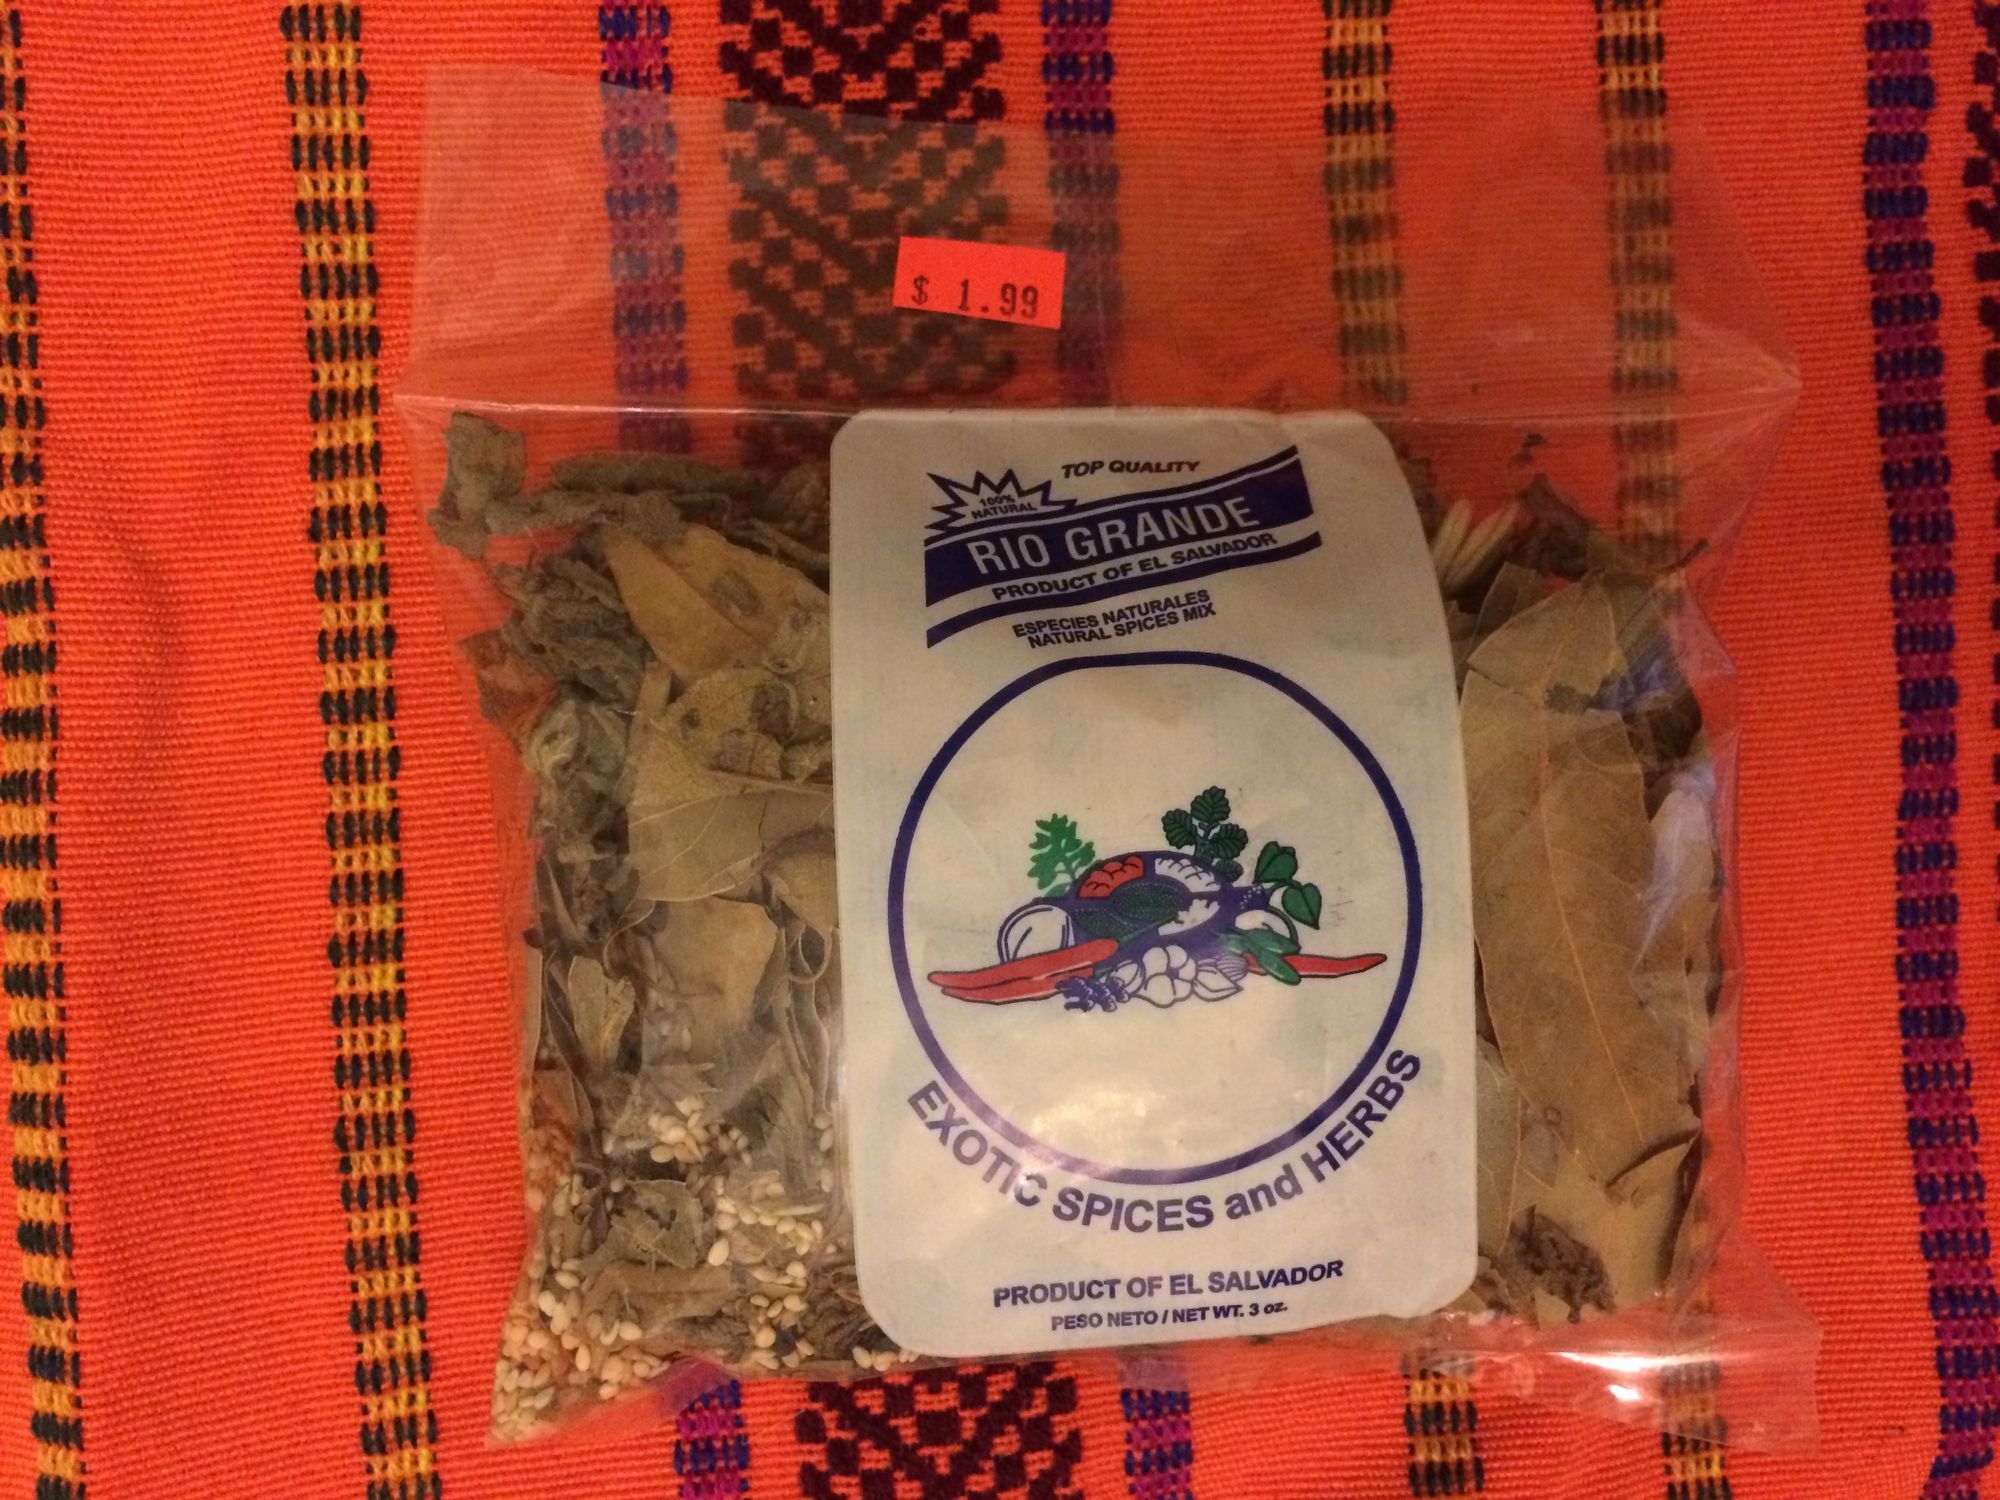 $ 1.99
TOP QUALITY
100%
NATURAL
RIO GRANDE
PRODUCT OF EL SALVADOR
ESPECIES NATURALES
NATURAL SPICES MIX
EXOTIC SPICES and HERBS
PRODUCT OF EL SALVADOR
PESO NETO / NET WT. 3 oz.